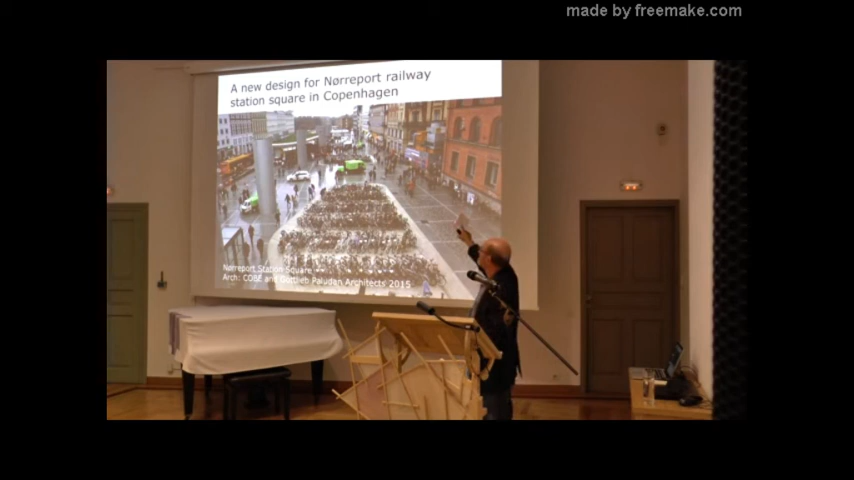 made by freemake.com
A new design for Nørreport railway
station square in Copenhagen
Nørreport Station Square
Arch: COBE and Gottlieb Paludan Architects 2015